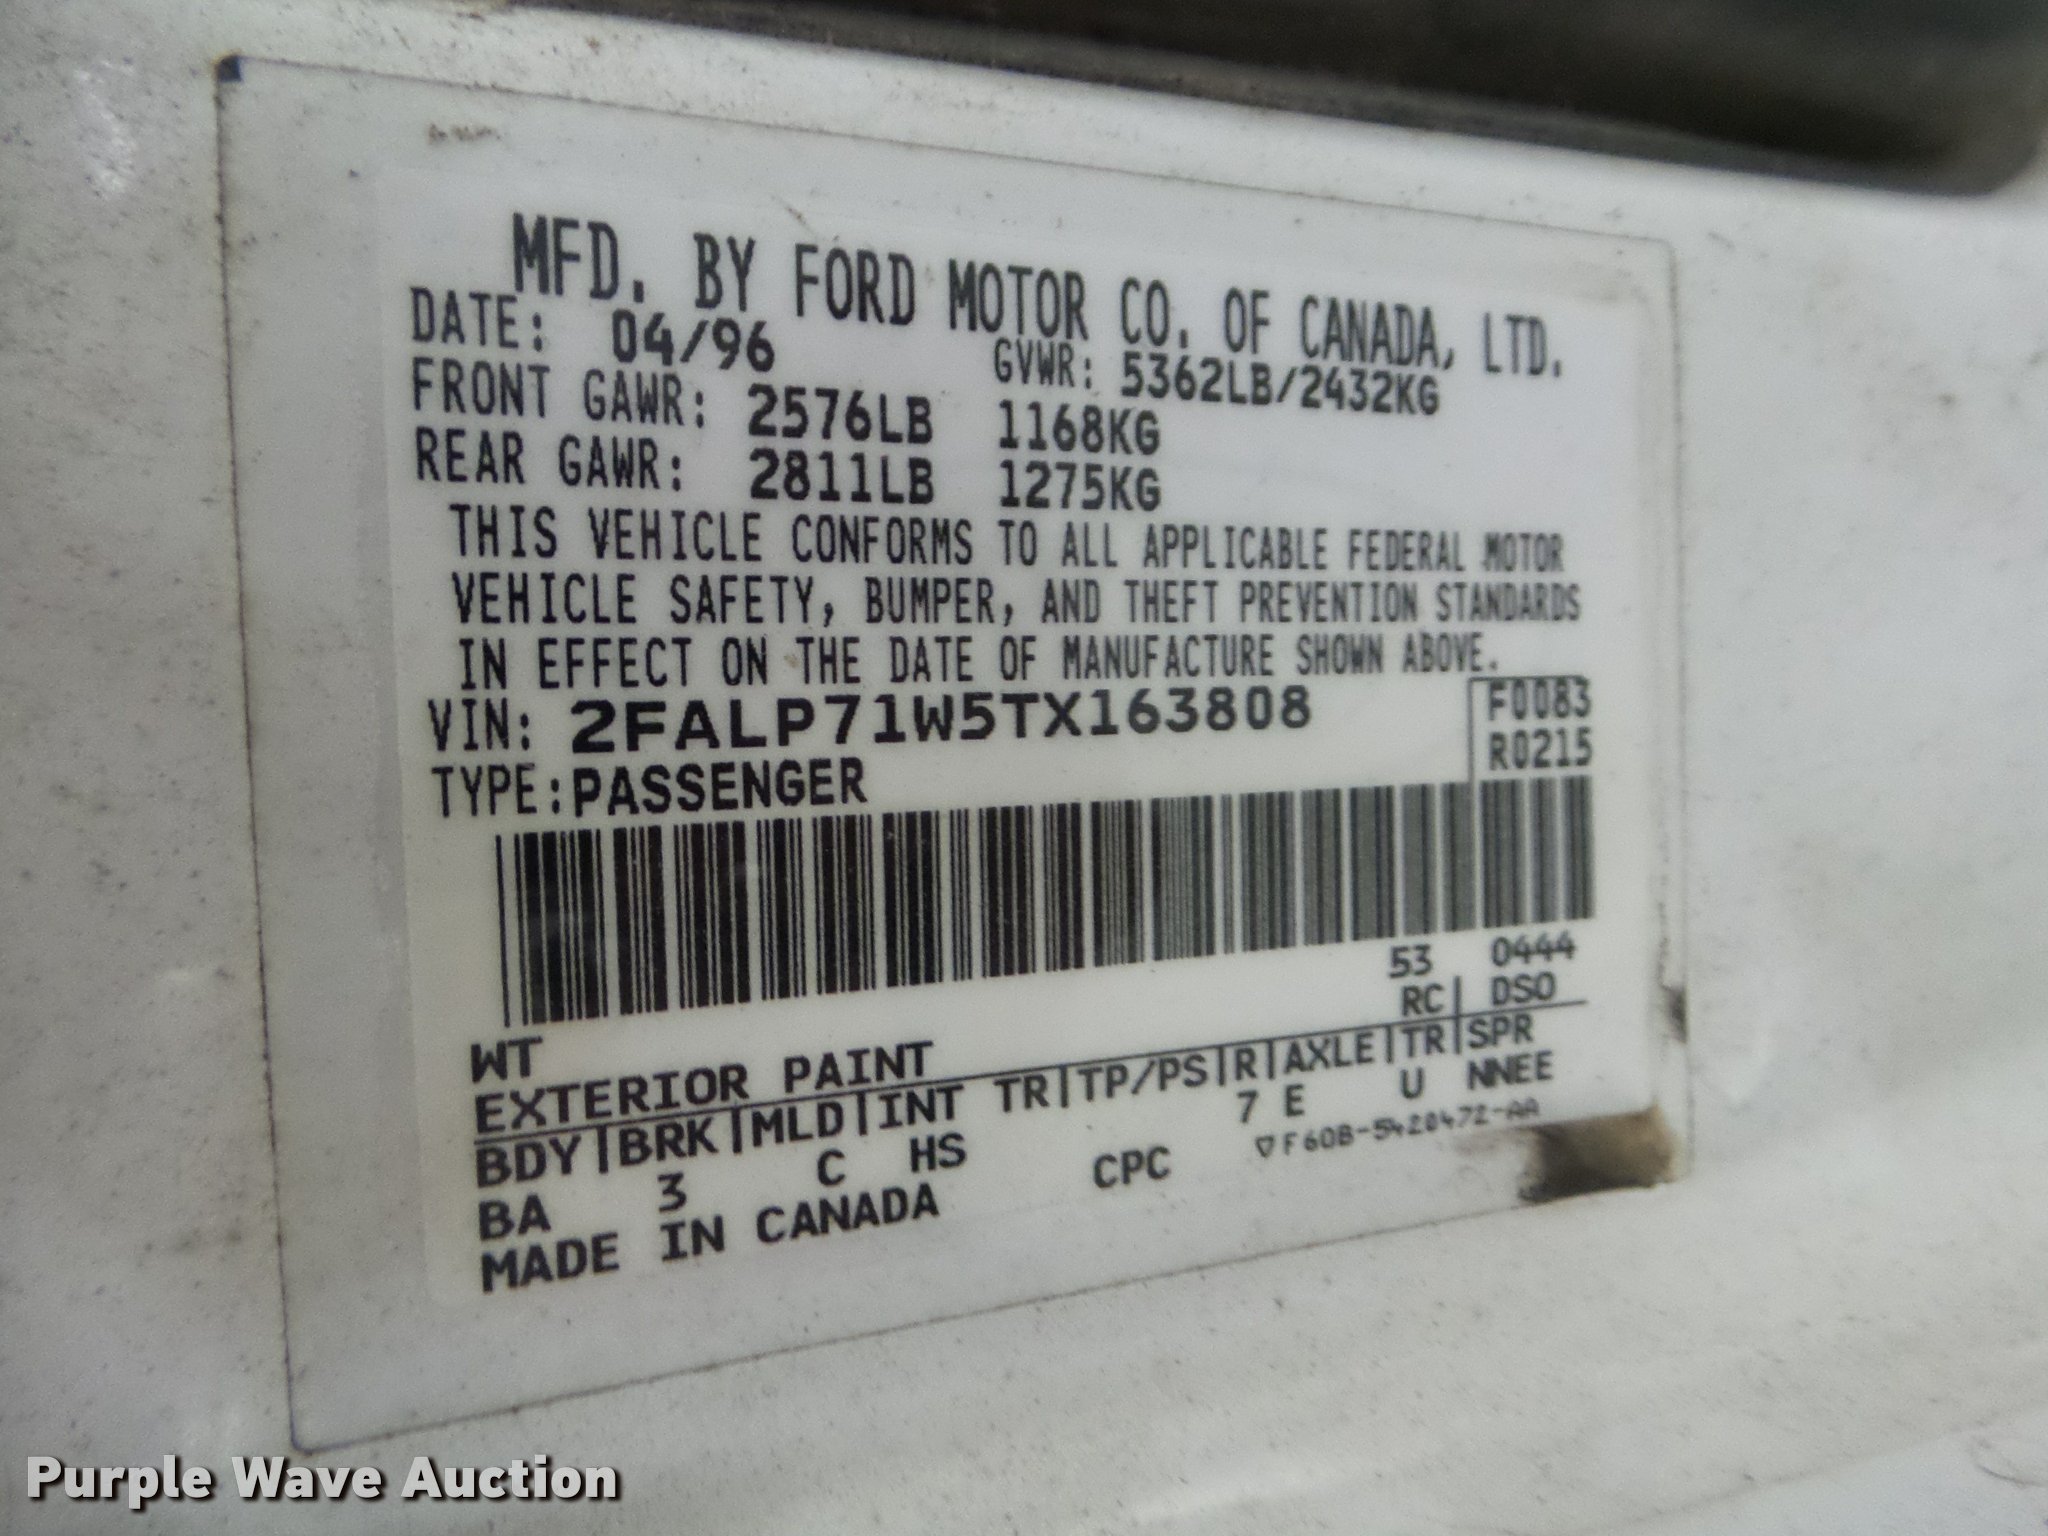 MFD. BY FORD MOTOR CO. OF CANADA, LTD.
DATE: 04/96 GVWR: 5362LB/2432KG
FRONT GAWR: 2576LB 1168KG
REAR GAWR: 2811LB 1275KG
THIS VEHICLE CONFORMS TO ALL APPLICABLE FEDERAL MOTOR
VEHICLE SAFETY, BUMPER, AND THEFT PREVENTION STANDARDS
IN EFFECT ON THE DATE OF MANUFACTURE SHOWN ABOVE.
VIN: 2FALP71W5TX163808 F0083
TYPE: PASSENGER R0215
53 0444
WT RC| DSO
EXTERIOR PAINT
BDY|BRK|MLD|INT TR|TP/PS|R|AXLE|TR|SPR
BA 3 C HS 7 E U NNEE
MADE IN CANADA CPC ▽F60B-5420472-AA
Purple Wave Auction